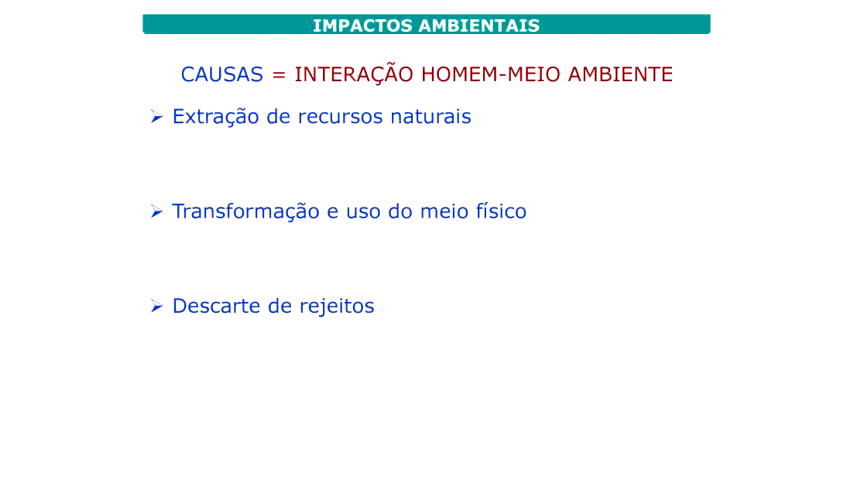 IMPACTOS AMBIENTAIS
CAUSAS = INTERAÇÃO HOMEM-MEIO AMBIENTE
➢ Extração de recursos naturais
➢ Transformação e uso do meio físico
➢ Descarte de rejeitos